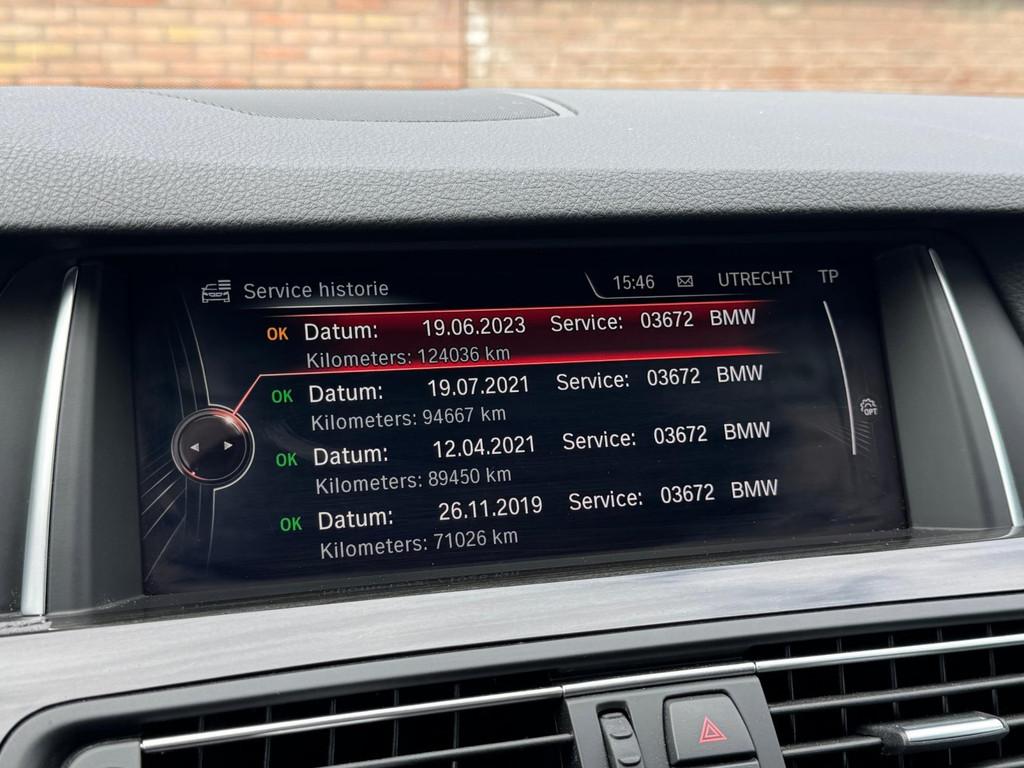 Service historie 15:46 UTRECHT TP
OK Datum: 19.06.2023 Service: 03672 BMW
Kilometers: 124036 km
OK Datum: 19.07.2021 Service: 03672 BMW
Kilometers: 94667 km
OPT
OK Datum: 12.04.2021 Service: 03672 BMW
Kilometers: 89450 km
OK Datum: 26.11.2019 Service: 03672 BMW
Kilometers: 71026 km